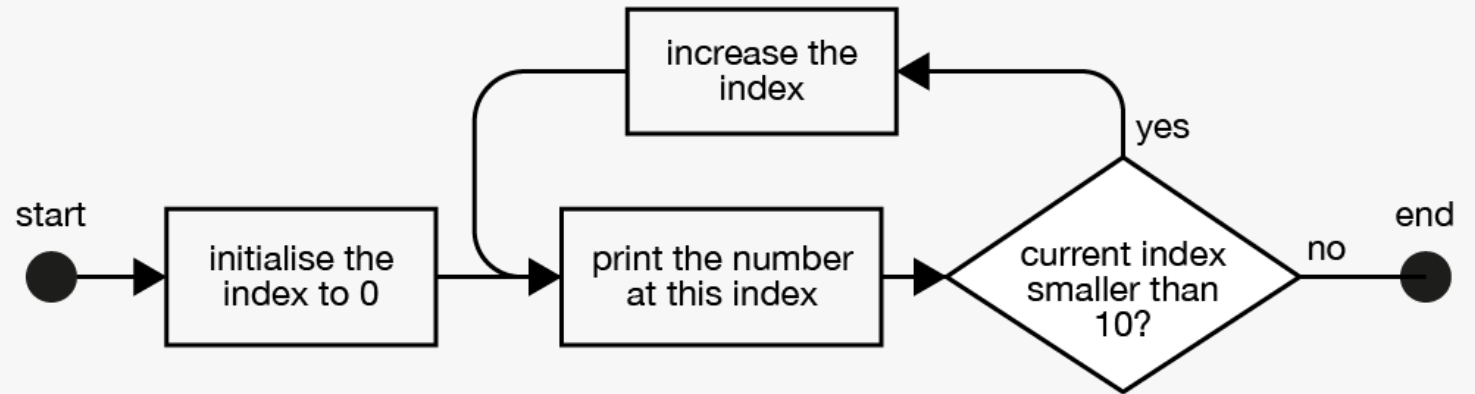 increase the
index
yes
start
initialise the
index to 0
print the number
at this index
current index
smaller than
10?
no
end